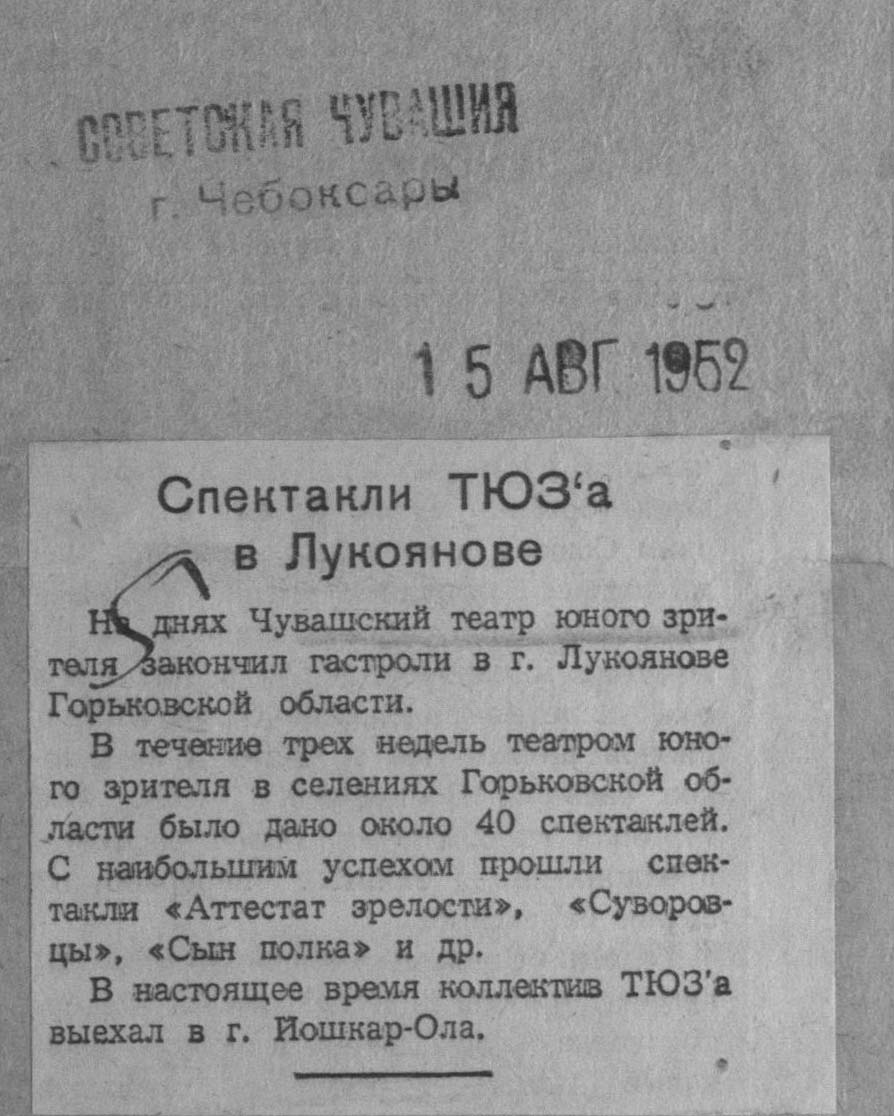 СОВЕТСКАЯ ЧУВАШИЯ
г. Чебоксары
15 АВГ 1952
Спектакли ТЮЗ‘а
в Лукоянове
На днях Чувашский театр юного зри-
теля закончил гастроли в г. Лукоянове
Горьковской области.
В течение трех недель театром юно-
го зрителя в селениях Горьковской об-
ласти было дано около 40 спектаклей.
С наибольшим успехом прошли спек-
такли «Аттестат зрелости», «Суворов-
цы», «Сын полка» и др.
В настоящее время коллектив ТЮЗ'а
выехал в г. Йошкар-Ола.